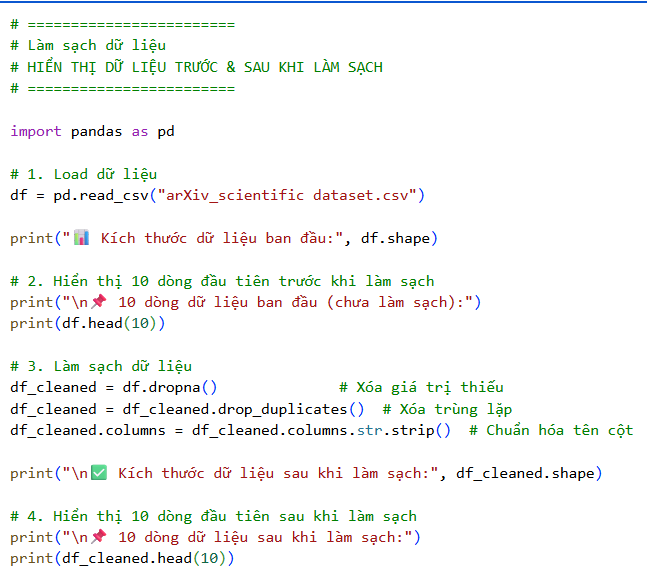 # ========================
# Làm sạch dữ liệu
# HIỂN THỊ DỮ LIỆU TRƯỚC & SAU KHI LÀM SẠCH
# ========================
import pandas as pd
# 1. Load dữ liệu
df = pd.read_csv("arXiv_scientific dataset.csv")
print("📊 Kích thước dữ liệu ban đầu:", df.shape)
# 2. Hiển thị 10 dòng đầu tiên trước khi làm sạch
print("\n📌 10 dòng dữ liệu ban đầu (chưa làm sạch):")
print(df.head(10))
# 3. Làm sạch dữ liệu
df_cleaned = df.dropna()              # Xóa giá trị thiếu
df_cleaned = df_cleaned.drop_duplicates()  # Xóa trùng lặp
df_cleaned.columns = df_cleaned.columns.str.strip()  # Chuẩn hóa tên cột
print("\n✅ Kích thước dữ liệu sau khi làm sạch:", df_cleaned.shape)
# 4. Hiển thị 10 dòng đầu tiên sau khi làm sạch
print("\n📌 10 dòng dữ liệu sau khi làm sạch:")
print(df_cleaned.head(10))